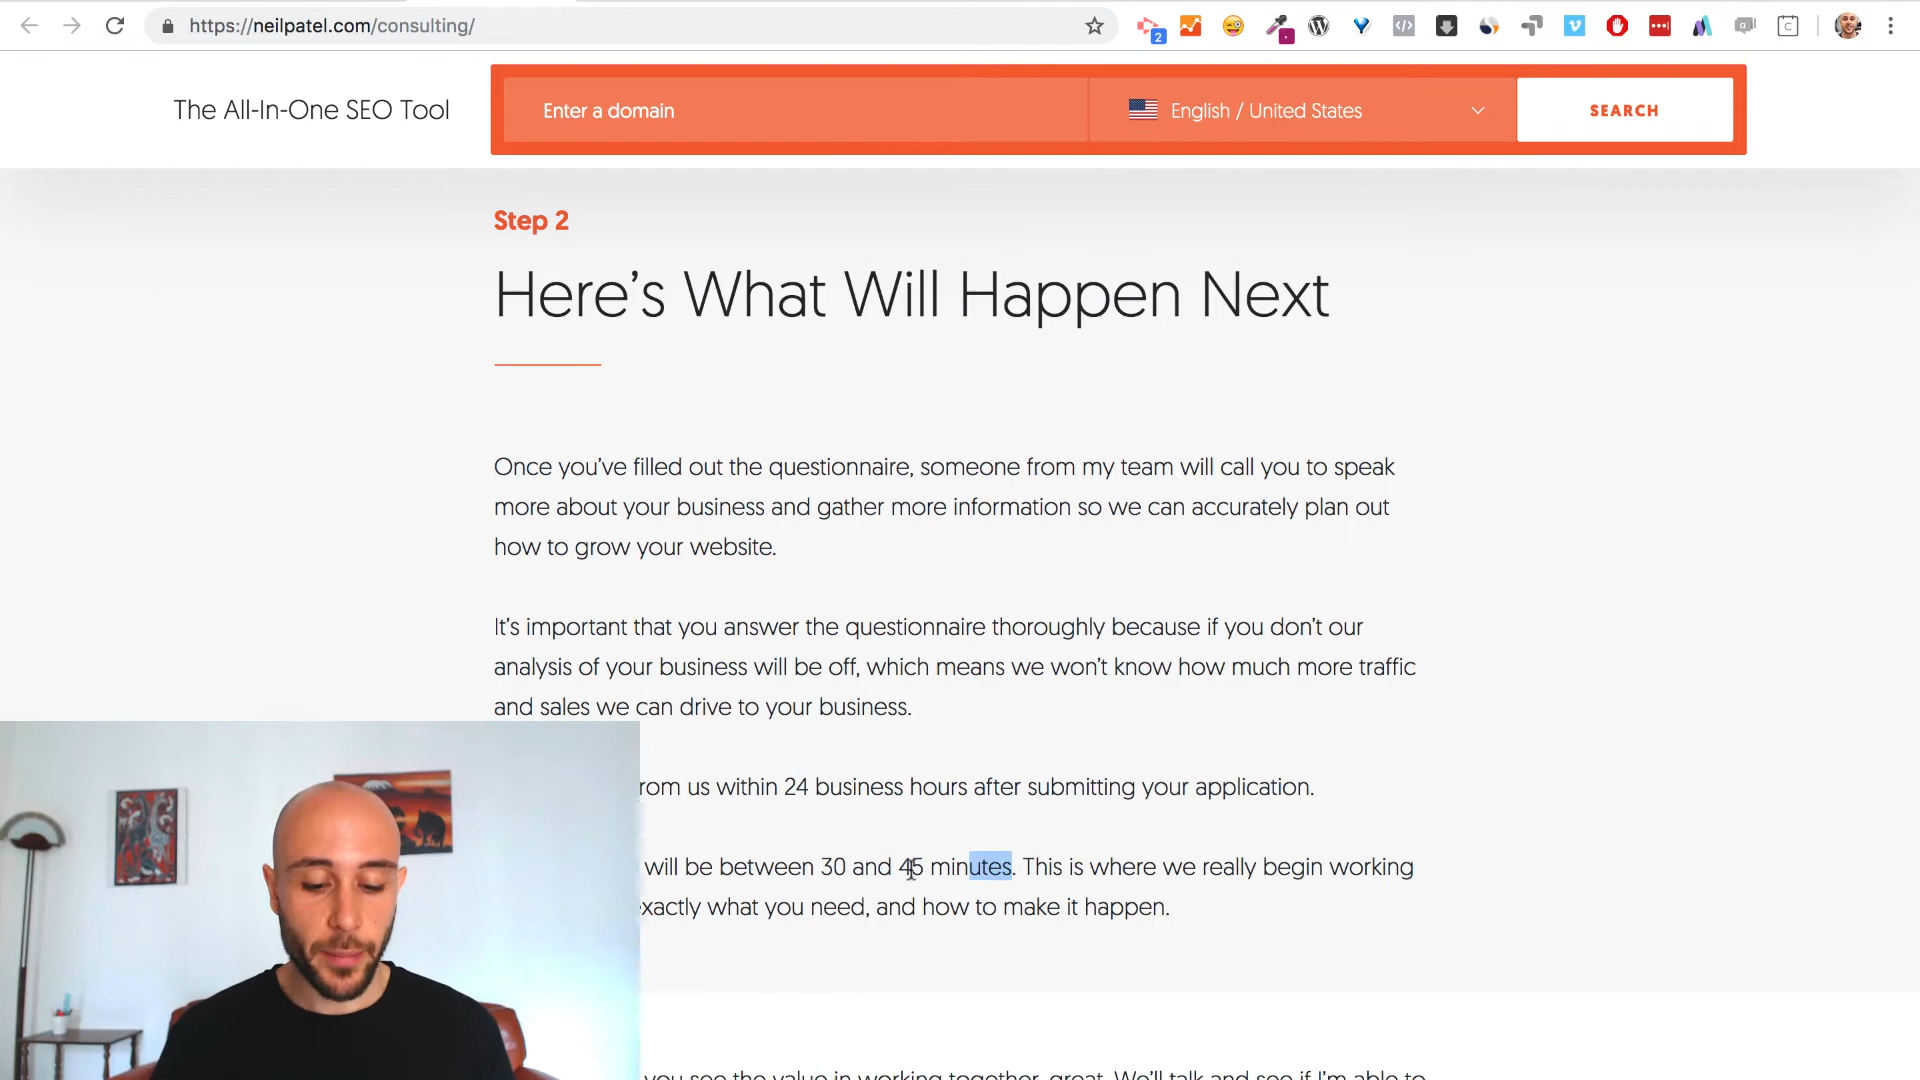 https://neilpatel.com/consulting/
2
The All-In-One SEO Tool
Enter a domain
English / United States
SEARCH
Step 2
Here's What Will Happen Next
Once you've filled out the questionnaire, someone from my team will call you to speak
more about your business and gather more information so we can accurately plan out
how to grow your website.
It's important that you answer the questionnaire thoroughly because if you don't our
analysis of your business will be off, which means we won't know how much more traffic
and sales we can drive to your business.
rom us within 24 business hours after submitting your application.
will be between 30 and 45 minutes. This is where we really begin working
xactly what you need, and how to make it happen.
you see the value in working together, great. We'll talk and see if I'm able to